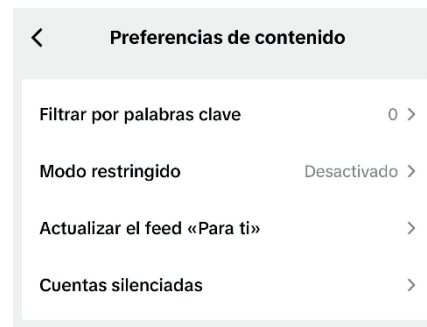 Preferencias de contenido
Filtrar por palabras clave 0
Modo restringido Desactivado
Actualizar el feed «Para ti»
Cuentas silenciadas